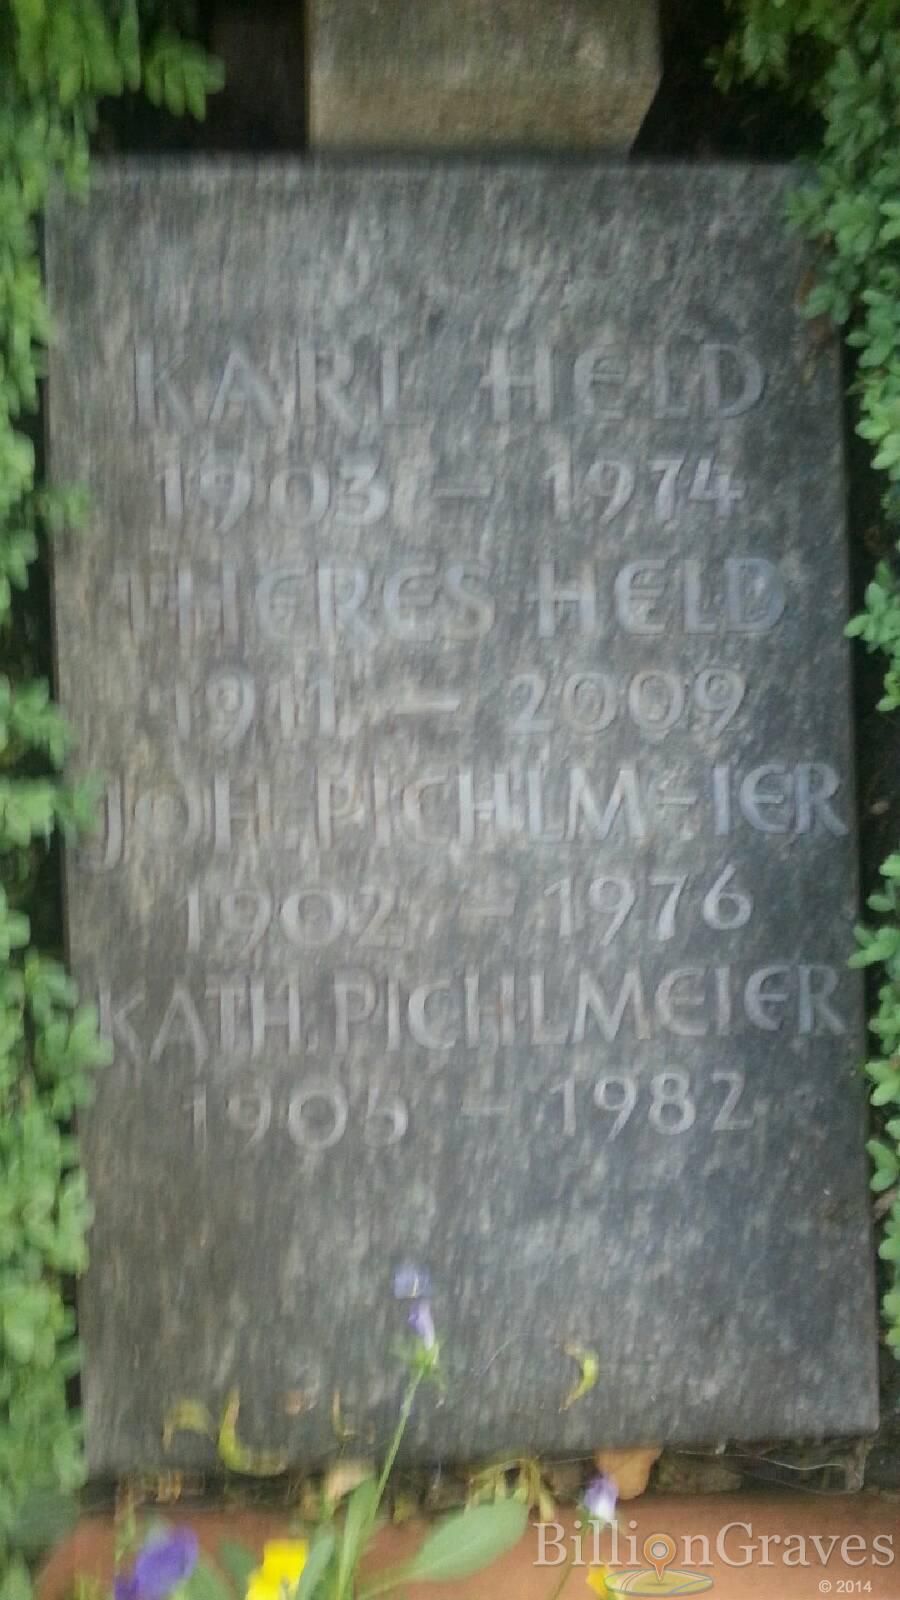 KARL HELD
1903 – 1974
THERES HELD
1911 – 2009
JOH. PICHLMEIER
1902 – 1976
KATH. PICHLMEIER
1905 – 1982
BillionGraves
© 2014